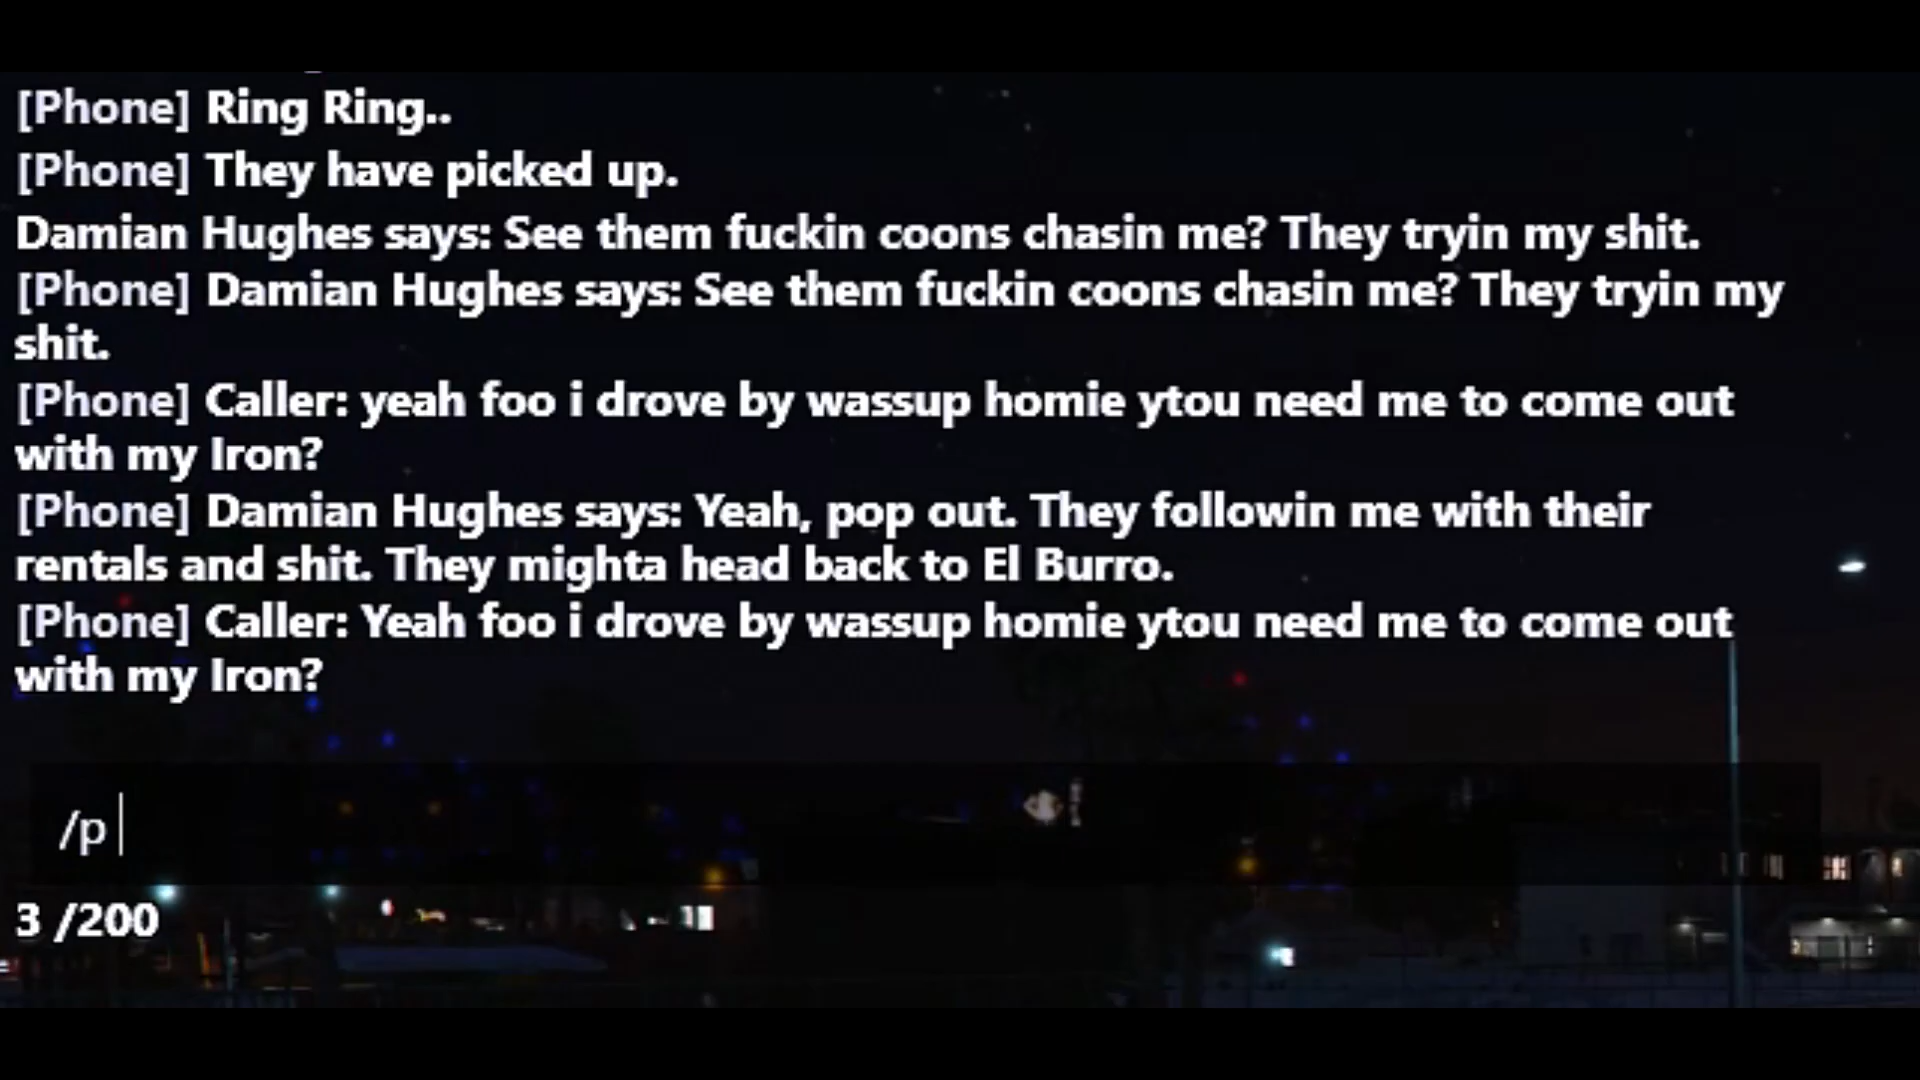 [Phone] Ring Ring..
[Phone] They have picked up.
Damian Hughes says: See them fuckin coons chasin me? They tryin my shit.
[Phone] Damian Hughes says: See them fuckin coons chasin me? They tryin my
shit.
[Phone] Caller: yeah foo i drove by wassup homie ytou need me to come out
with my Iron?
[Phone] Damian Hughes says: Yeah, pop out. They followin me with their
rentals and shit. They mighta head back to El Burro.
[Phone] Caller: Yeah foo i drove by wassup homie ytou need me to come out
with my Iron?
/p
3 /200